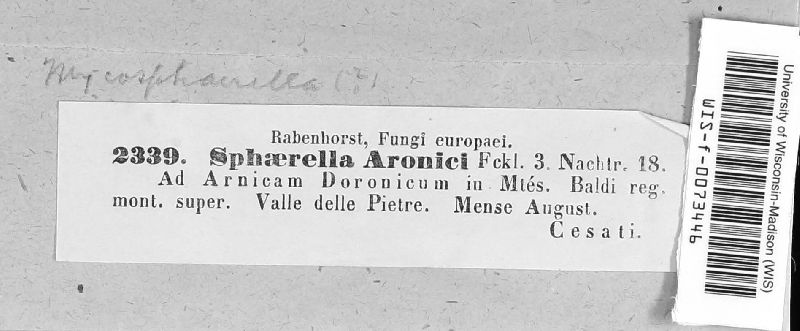 Mycosphaerella (?)
Rabenhorst, Fungi europaei.
2339. Sphærella Aronici Fckl. 3. Nachtr. 18.
Ad Arnicam Doronicum in Mtés. Baldi reg.
mont. super. Valle delle Pietre. Mense August.
Cesati.
University of Wisconsin-Madison (WIS)
WIS-f-0073446